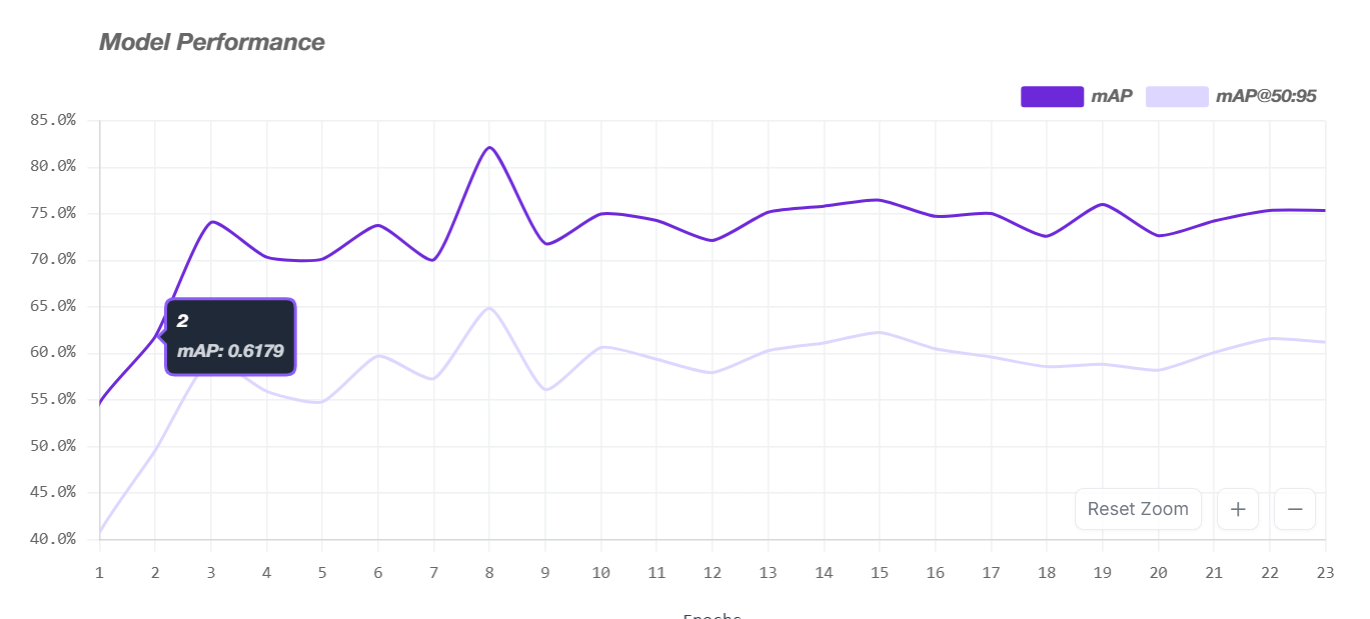 Model Performance
mAP mAP@50:95
85.0%
80.0%
75.0%
70.0%
65.0%
60.0%
55.0%
50.0%
45.0%
40.0%
2
mAP: 0.6179
Reset Zoom + −
1 2 3 4 5 6 7 8 9 10 11 12 13 14 15 16 17 18 19 20 21 22 23
Epochs